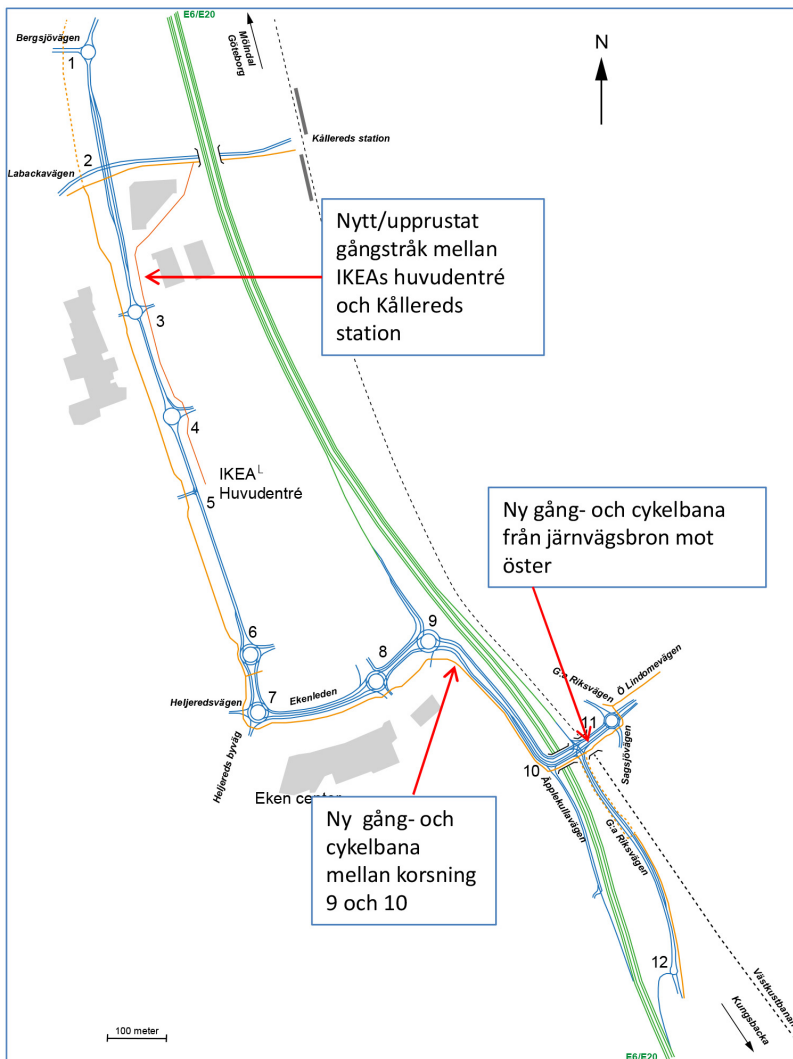 E6/E20
Mölndal
Göteborg
N
Bergsjövägen
1
Kållereds station
2
Labackavägen
Nytt/upprustat
gångstråk mellan
IKEAs huvudentré
och Kållereds
station
3
4
IKEA L
Huvudentré
5
Ny gång- och cykelbana
från järnvägsbron mot
öster
6
9
8
Heljeredsvägen
7
Ekenleden
G:a Riksvägen
Ö Lindomevägen
11
Sagsjövägen
Heljereds byväg
10
Äpplekullavägen
G:a Riksvägen
Eken center
Ny gång- och
cykelbana
mellan korsning
9 och 10
12
Västkustbanan
Kungsbacka
100 meter
E6/E20